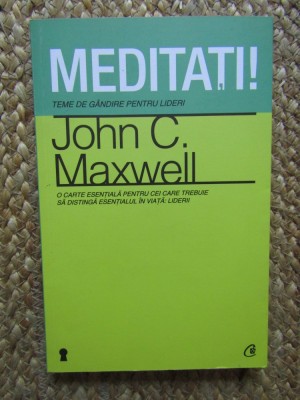 MEDITAȚI!
TEME DE GÂNDIRE PENTRU LIDERI
John C.
Maxwell
O CARTE ESENȚIALĂ PENTRU CEI CARE TREBUIE
SĂ DISTINGĂ ESENȚIALUL ÎN VIAȚĂ: LIDERII